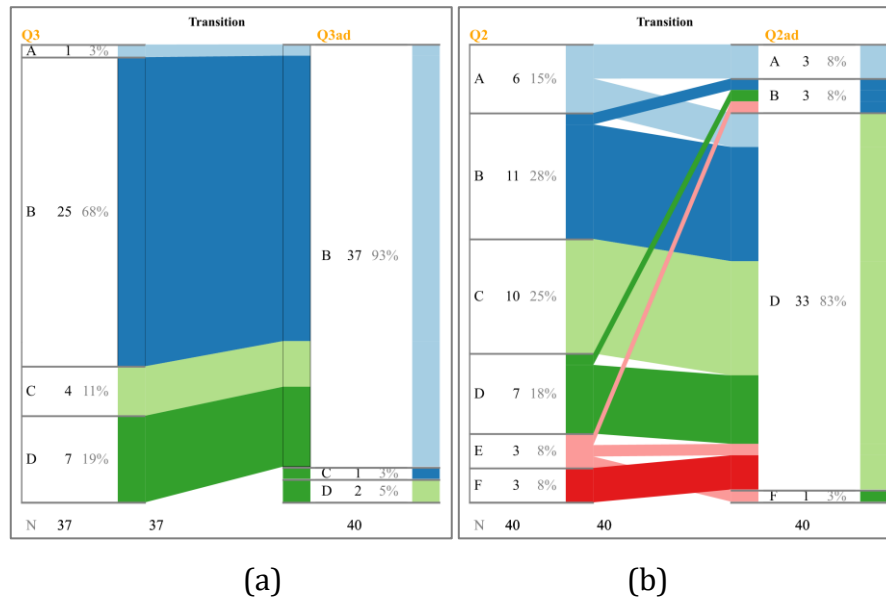 Transition
Q3 Q3ad
A 1 3%
B 25 68%
B 37 93%
C 4 11%
D 7 19%
C 1 3%
D 2 5%
N 37 37 40
(a)
Transition
Q2 Q2ad
A 6 15%
A 3 8%
B 3 8%
B 11 28%
C 10 25%
D 33 83%
D 7 18%
E 3 8%
F 3 8%
F 1 3%
N 40 40 40
(b)